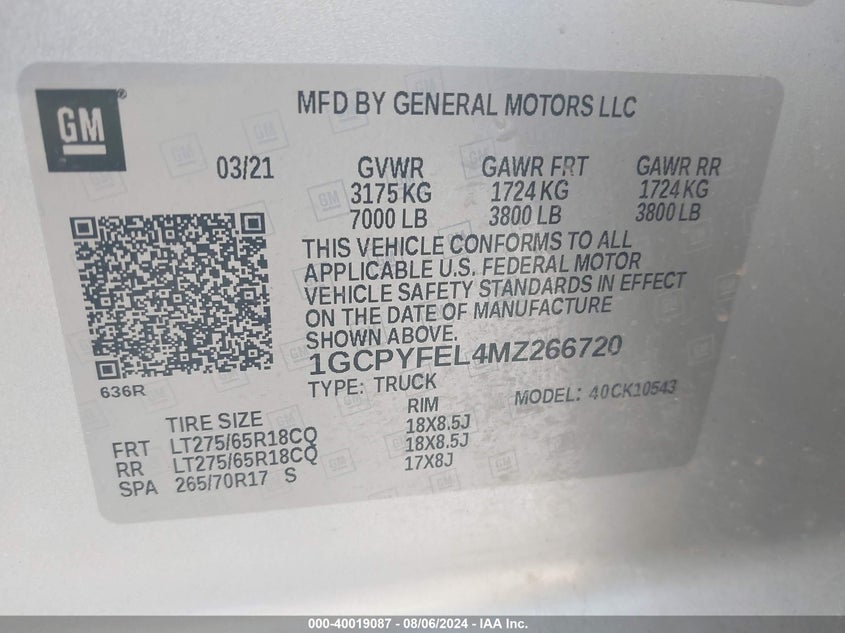 GM
MFD BY GENERAL MOTORS LLC
03/21 GVWR GAWR FRT GAWR RR
3175 KG 1724 KG 1724 KG
7000 LB 3800 LB 3800 LB
THIS VEHICLE CONFORMS TO ALL
APPLICABLE U.S. FEDERAL MOTOR
VEHICLE SAFETY STANDARDS IN EFFECT
ON THE DATE OF MANUFACTURE
SHOWN ABOVE.
1GCPYFEL4MZ266720
TYPE: TRUCK MODEL: 40CK10543
636R
TIRE SIZE RIM
FRT LT275/65R18CQ 18X8.5J
RR LT275/65R18CQ 18X8.5J
SPA 265/70R17 S 17X8J
000-40019087 - 08/06/2024 - IAA Inc.